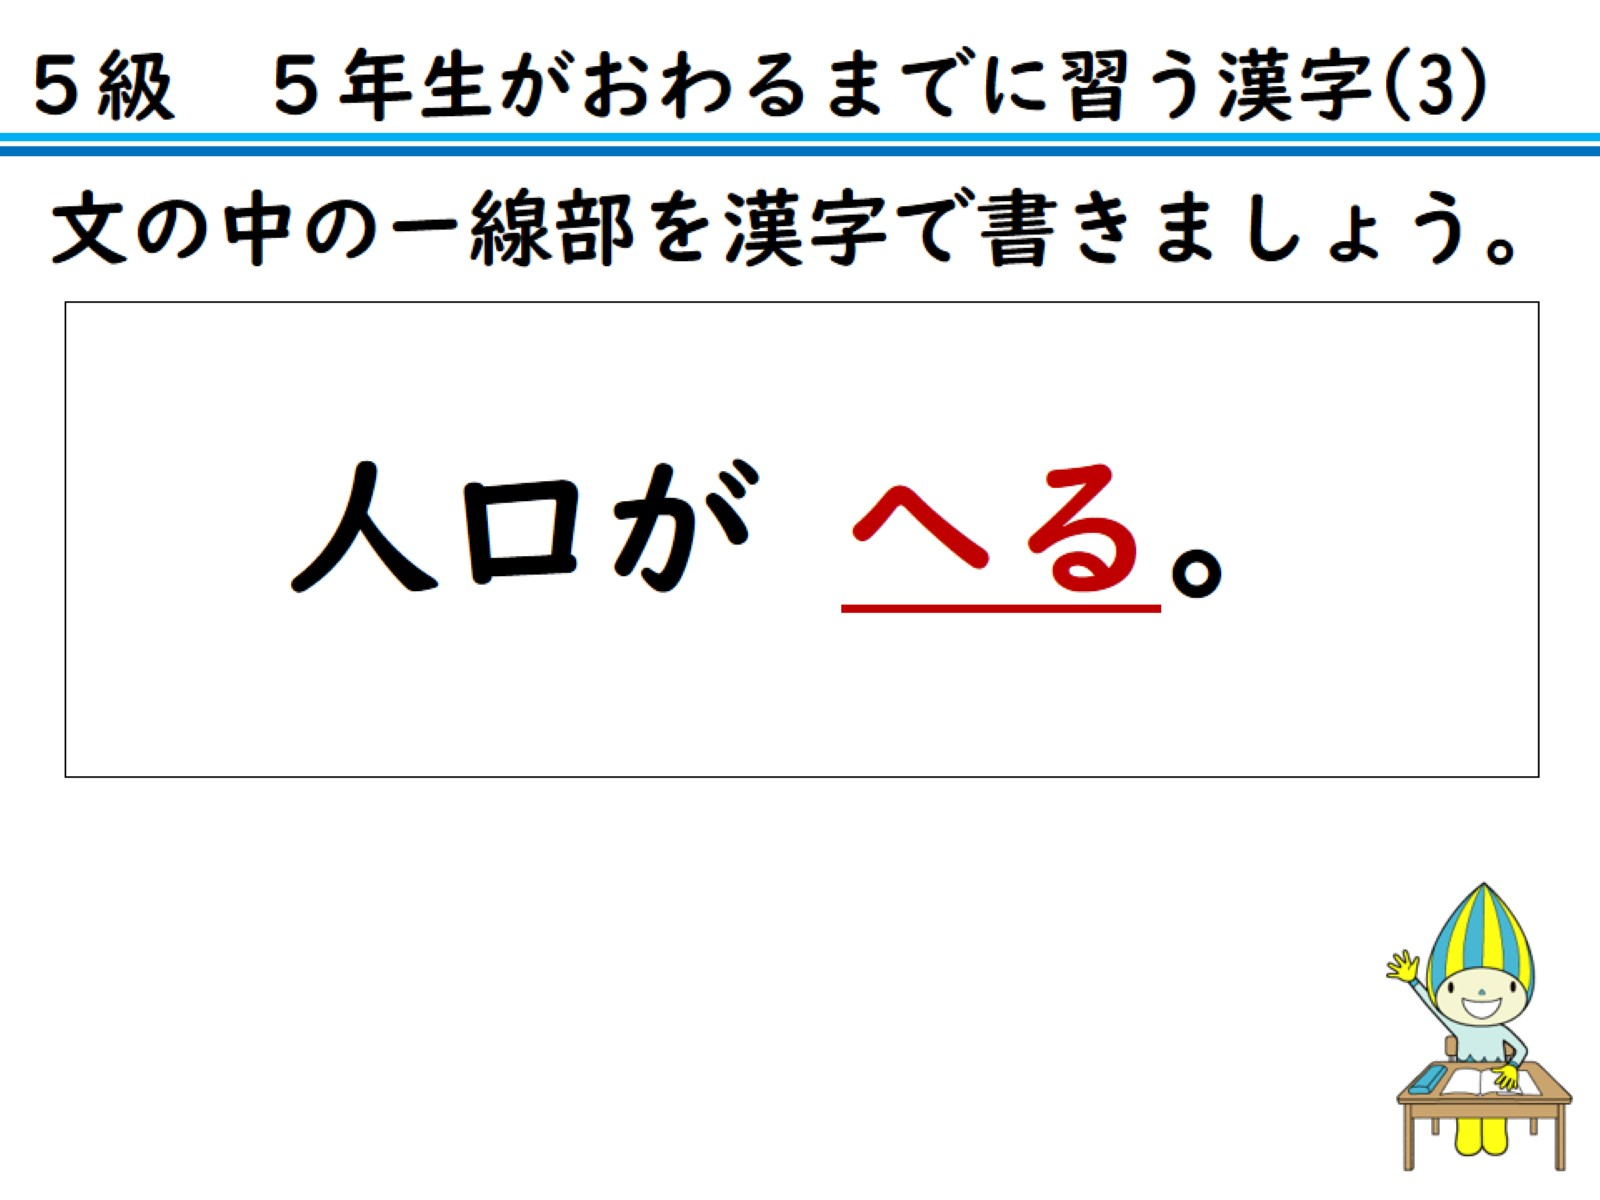 ５級　５年生がおわるまでに習う漢字(3)
文の中の一線部を漢字で書きましょう。
人口が へる。